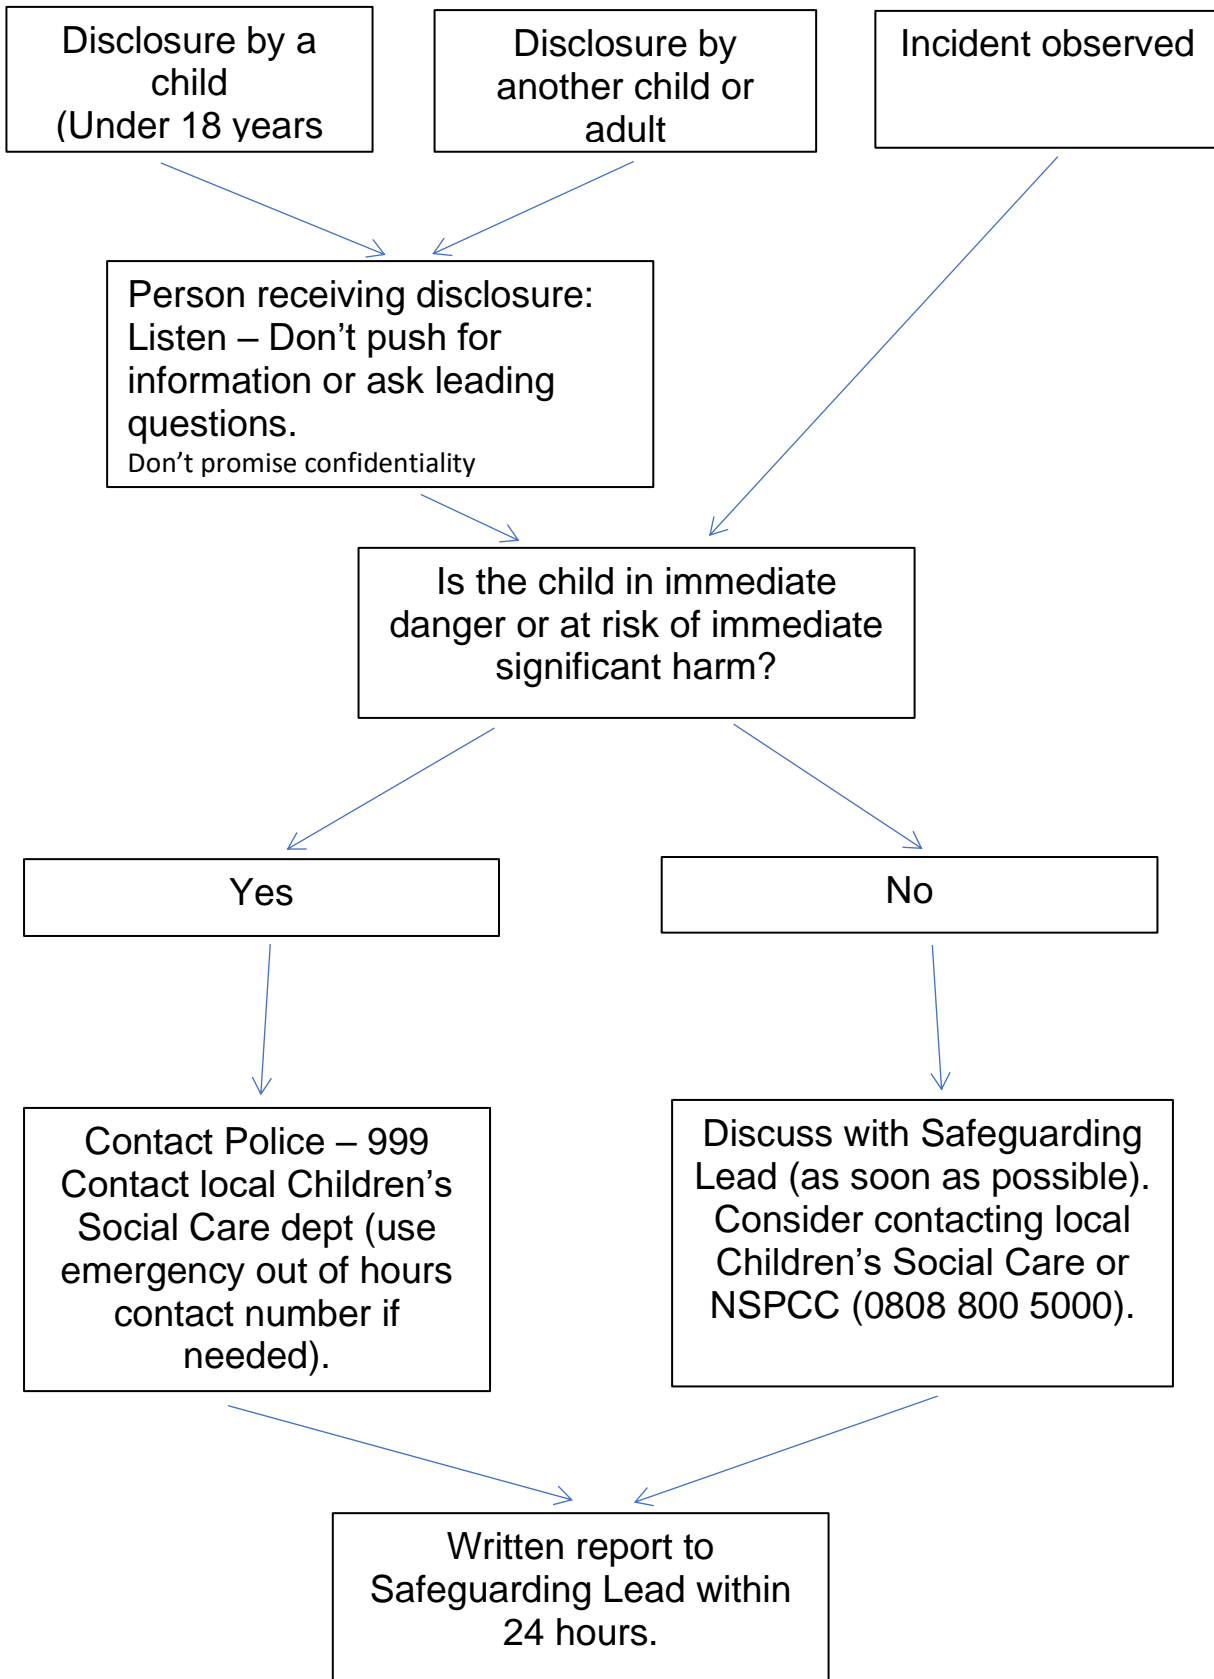 Disclosure by a
child
(Under 18 years
Disclosure by
another child or
adult
Incident observed
Person receiving disclosure:
Listen – Don’t push for
information or ask leading
questions.
Don’t promise confidentiality
Is the child in immediate
danger or at risk of immediate
significant harm?
Yes
No
Contact Police – 999
Contact local Children’s
Social Care dept (use
emergency out of hours
contact number if
needed).
Discuss with Safeguarding
Lead (as soon as possible).
Consider contacting local
Children’s Social Care or
NSPCC (0808 800 5000).
Written report to
Safeguarding Lead within
24 hours.